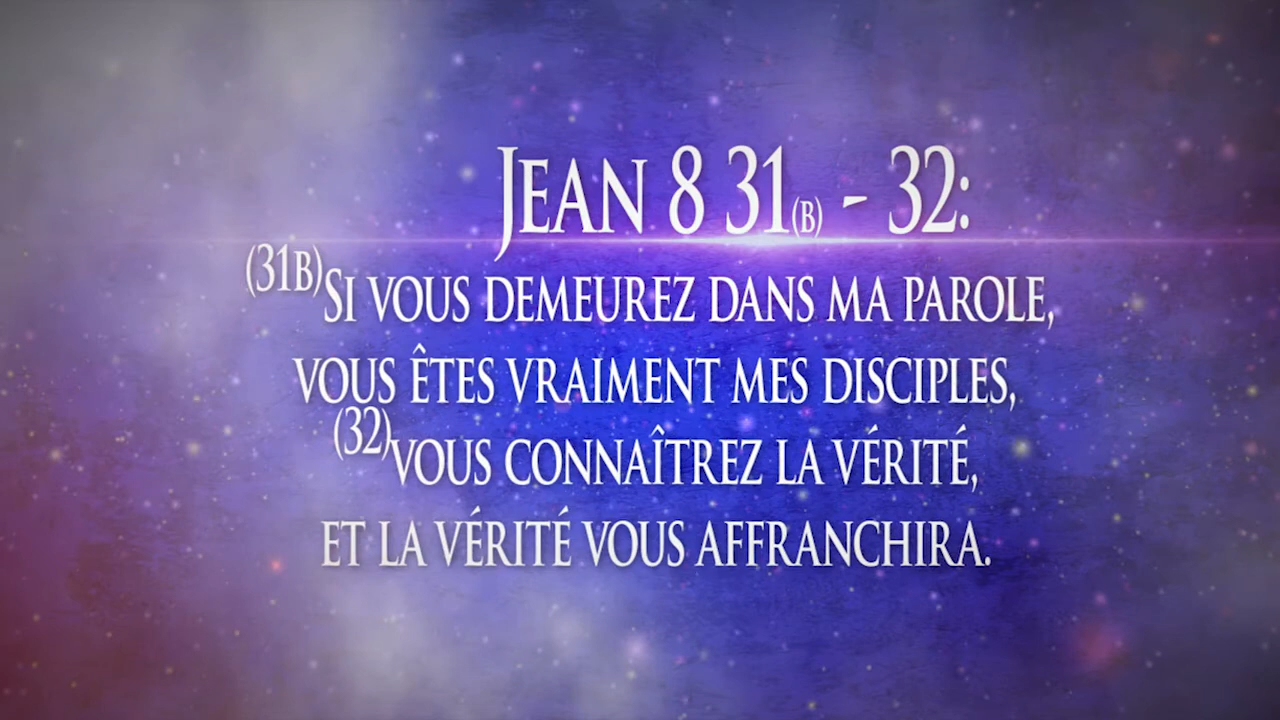 Jean 8 31(b) - 32:
(31b)Si vous demeurez dans ma parole,
vous êtes vraiment mes disciples,
(32)vous connaîtrez la vérité,
et la vérité vous affranchira.